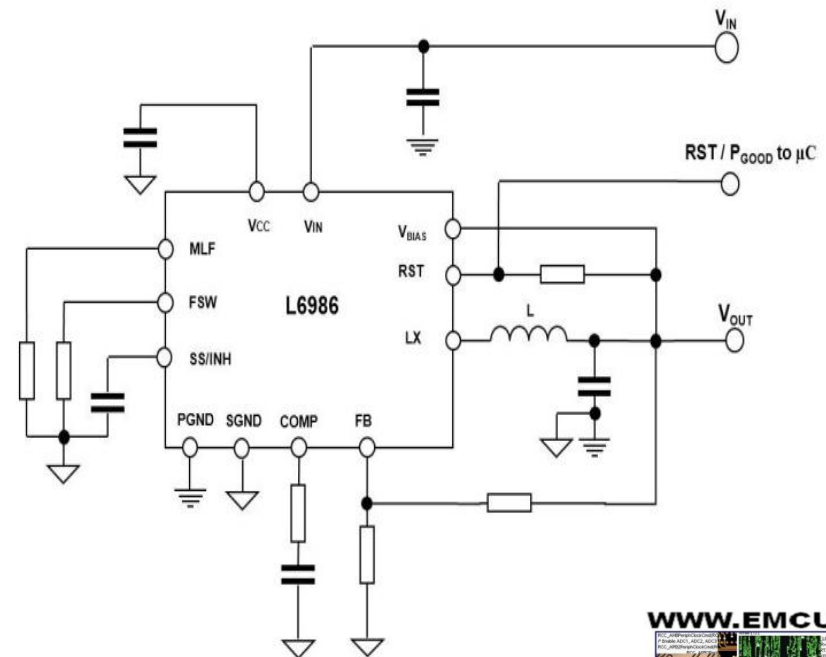 VIN
RST / PGOOD to µC
VCC
VIN
VBIAS
MLF
RST
FSW
L6986
L
VOUT
LX
SS/INH
PGND
SGND
COMP
FB
WWW.EMCU